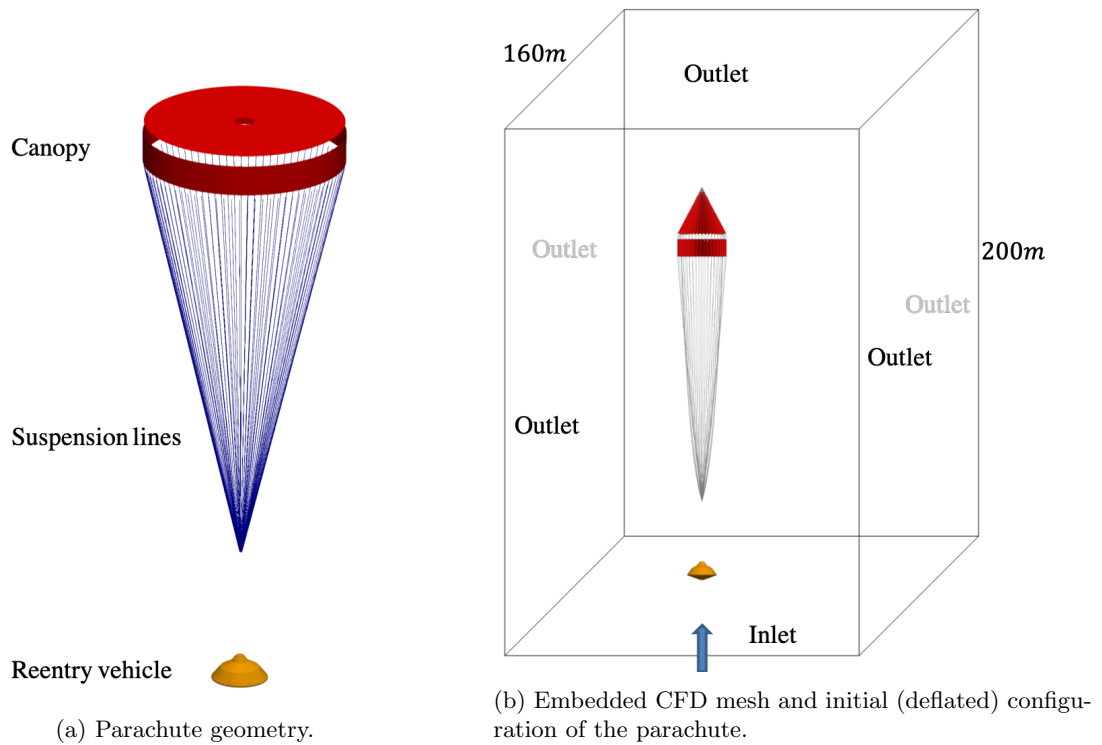 Canopy
Suspension lines
Reentry vehicle
(a) Parachute geometry.
160m
Outlet
Outlet
200m
Outlet
Outlet
Outlet
Inlet
(b) Embedded CFD mesh and initial (deflated) configu-
ration of the parachute.